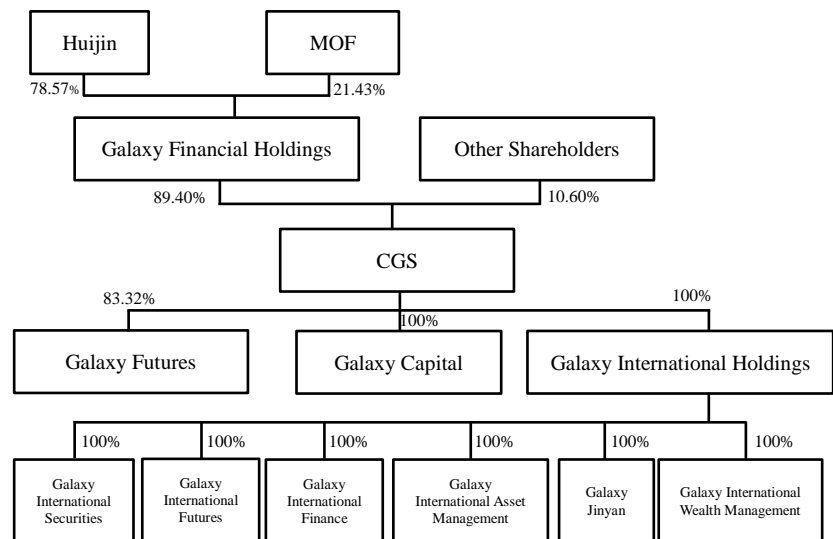 Huijin
MOF
78.57%
21.43%
Galaxy Financial Holdings
Other Shareholders
89.40%
10.60%
CGS
83.32%
100%
100%
Galaxy Futures
Galaxy Capital
Galaxy International Holdings
100%
100%
100%
100%
100%
100%
Galaxy
International
Securities
Galaxy
International
Futures
Galaxy
International
Finance
Galaxy
International Asset
Management
Galaxy
Jinyan
Galaxy International
Wealth Management